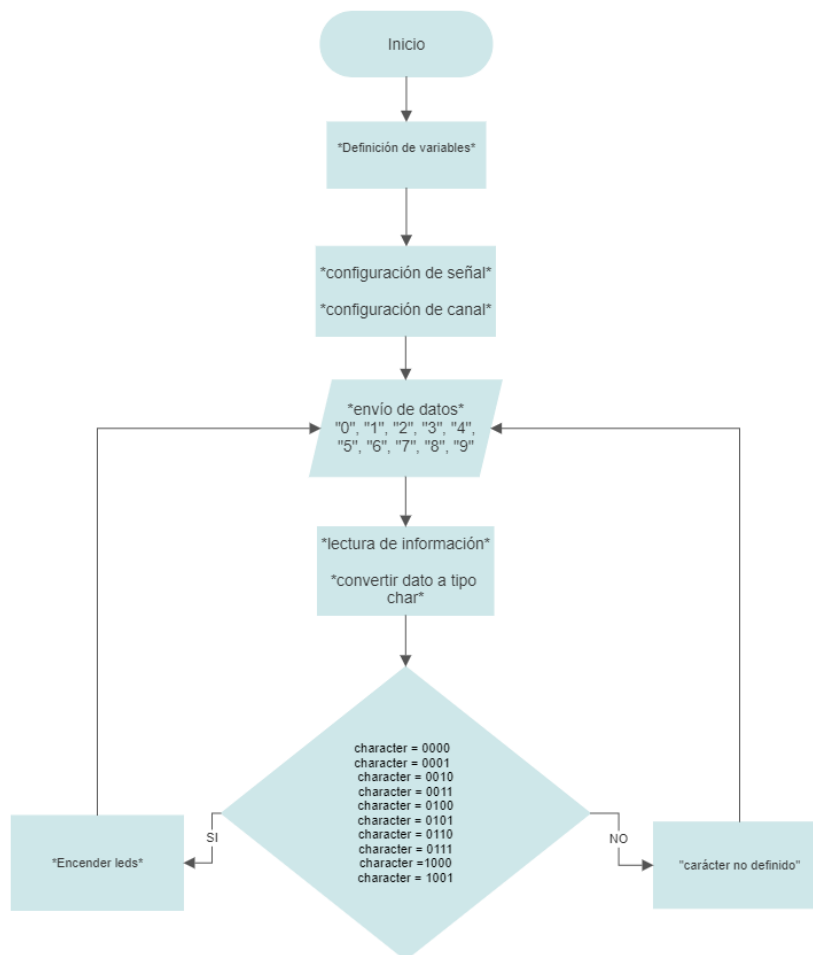 Inicio
*Definición de variables*
*configuración de señal*
*configuración de canal*
*envío de datos*
"0", "1", "2", "3", "4",
"5", "6", "7", "8", "9"
*lectura de información*
*convertir dato a tipo
char*
character = 0000
character = 0001
character = 0010
character = 0011
character = 0100
character = 0101
character = 0110
character = 0111
character =1000
character = 1001
SI
NO
*Encender leds*
"carácter no definido"